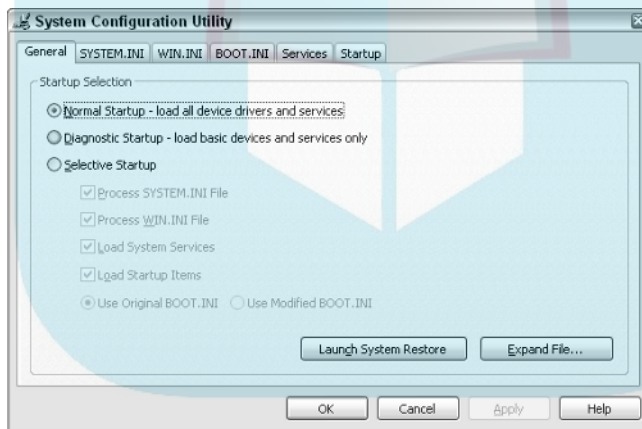 System Configuration Utility
General SYSTEM.INI WIN.INI BOOT.INI Services Startup
Startup Selection
Normal Startup - load all device drivers and services
Diagnostic Startup - load basic devices and services only
Selective Startup
Process SYSTEM.INI File
Process WIN.INI File
Load System Services
Load Startup Items
Use Original BOOT.INI Use Modified BOOT.INI
Launch System Restore Expand File...
OK Cancel Apply Help